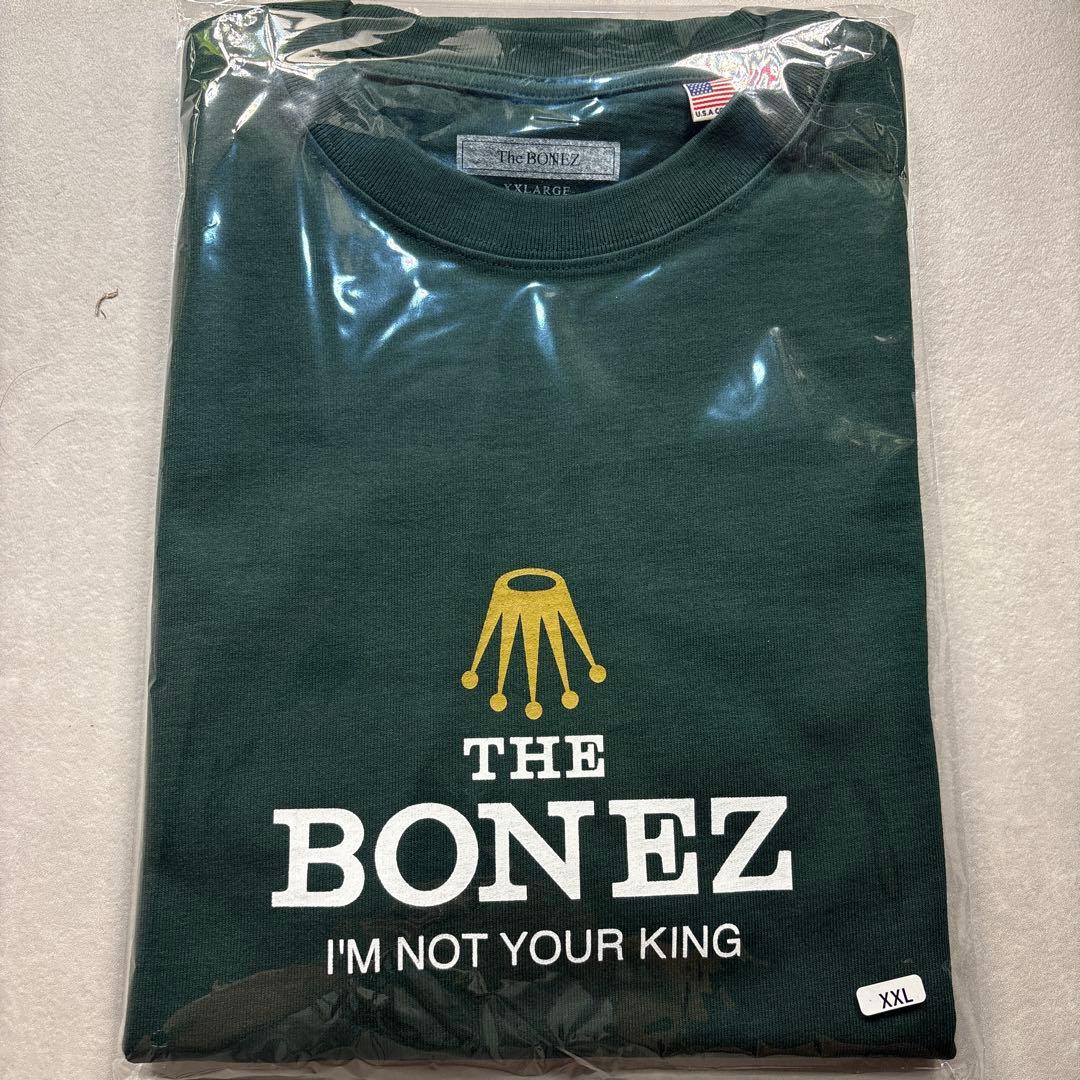 U.S.A
The BONEZ
XXLARGE
THE
BONEZ
I'M NOT YOUR KING
XXL